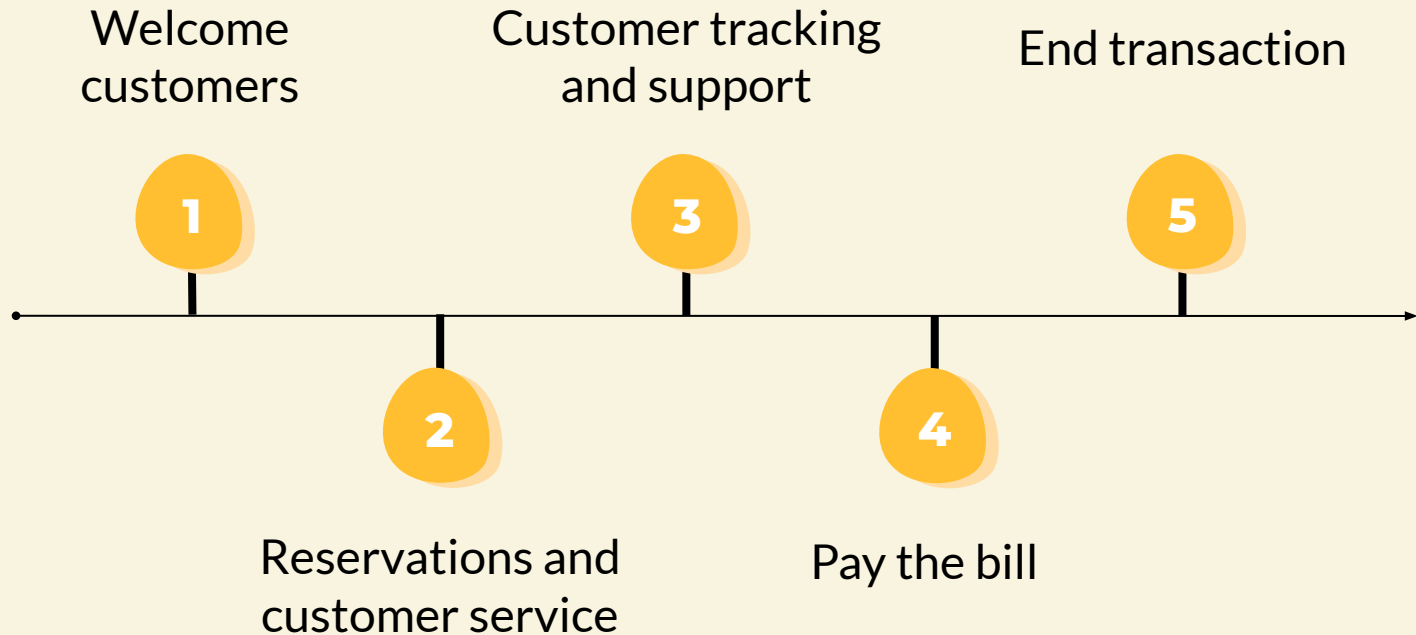 Welcome
customers
1
Reservations and
customer service
2
Customer tracking
and support
3
Pay the bill
4
End transaction
5